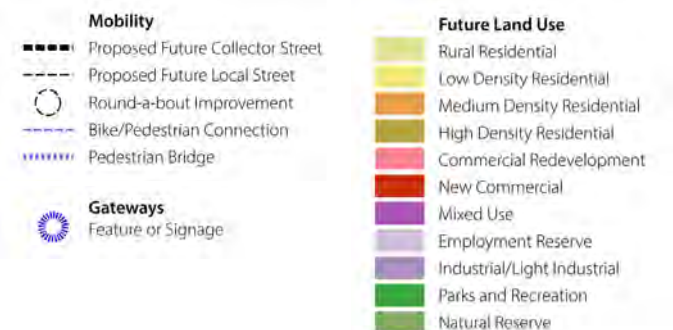 Mobility
Proposed Future Collector Street
Proposed Future Local Street
Round-a-bout Improvement
Bike/Pedestrian Connection
Pedestrian Bridge
Gateways
Feature or Signage
Future Land Use
Rural Residential
Low Density Residential
Medium Density Residential
High Density Residential
Commercial Redevelopment
New Commercial
Mixed Use
Employment Reserve
Industrial/Light Industrial
Parks and Recreation
Natural Reserve